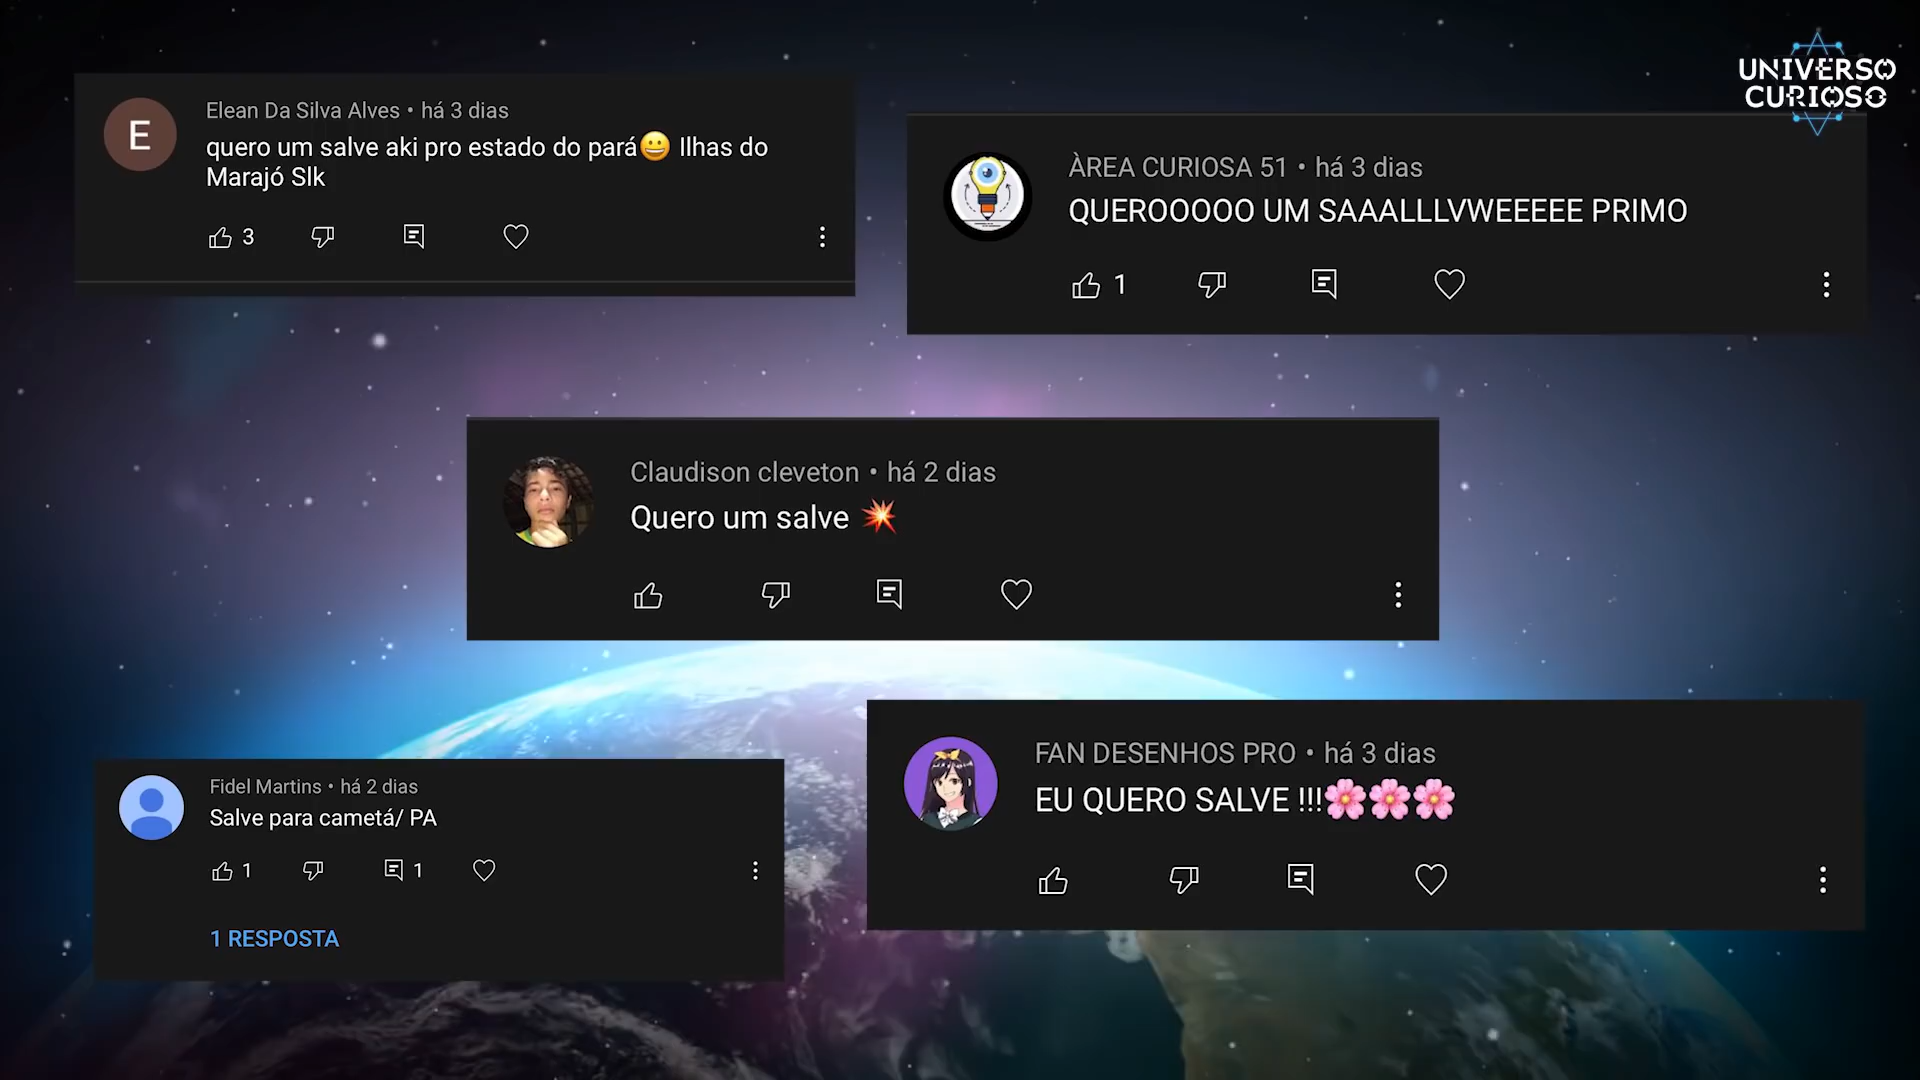 UNIVERSO
CURIOSO
E
Elean Da Silva Alves • há 3 dias
quero um salve aki pro estado do pará😀 Ilhas do
Marajó Slk
3
ÀREA CURIOSA 51 • há 3 dias
QUEROOOOO UM SAAALLLVWEEEEE PRIMO
1
Claudison cleveton • há 2 dias
Quero um salve 💥
Fidel Martins • há 2 dias
Salve para cametá/ PA
1 1
1 RESPOSTA
FAN DESENHOS PRO • há 3 dias
EU QUERO SALVE !!!🌸🌸🌸